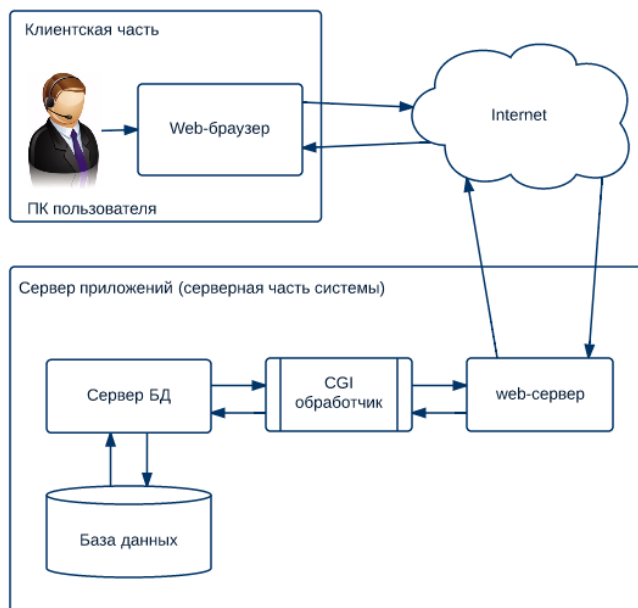 Клиентская часть
Web-браузер
Internet
ПК пользователя
Сервер приложений (серверная часть системы)
Сервер БД
CGI
обработчик
web-сервер
База данных